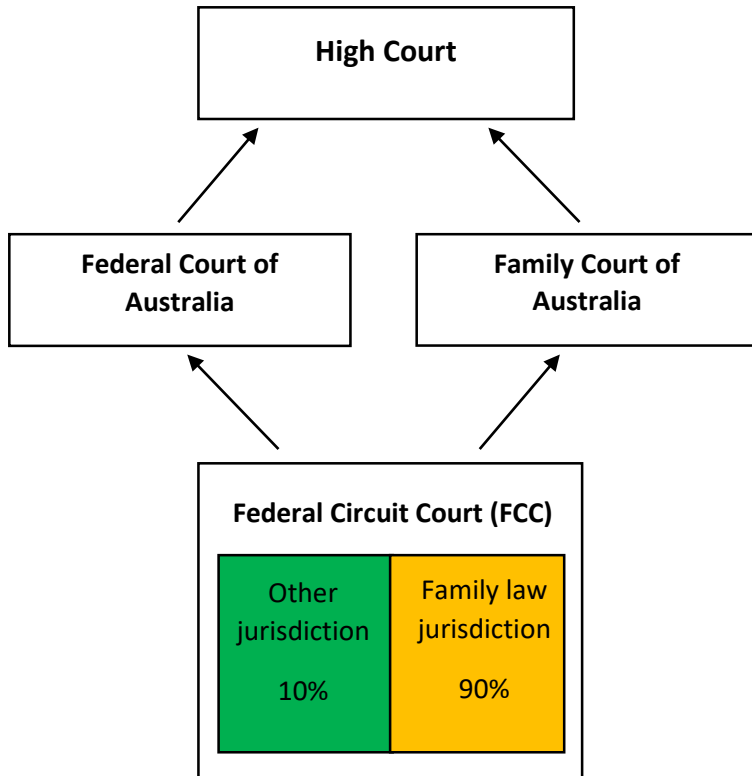 High Court
Federal Court of
Australia
Family Court of
Australia
Federal Circuit Court (FCC)
Other
jurisdiction
10%
Family law
jurisdiction
90%